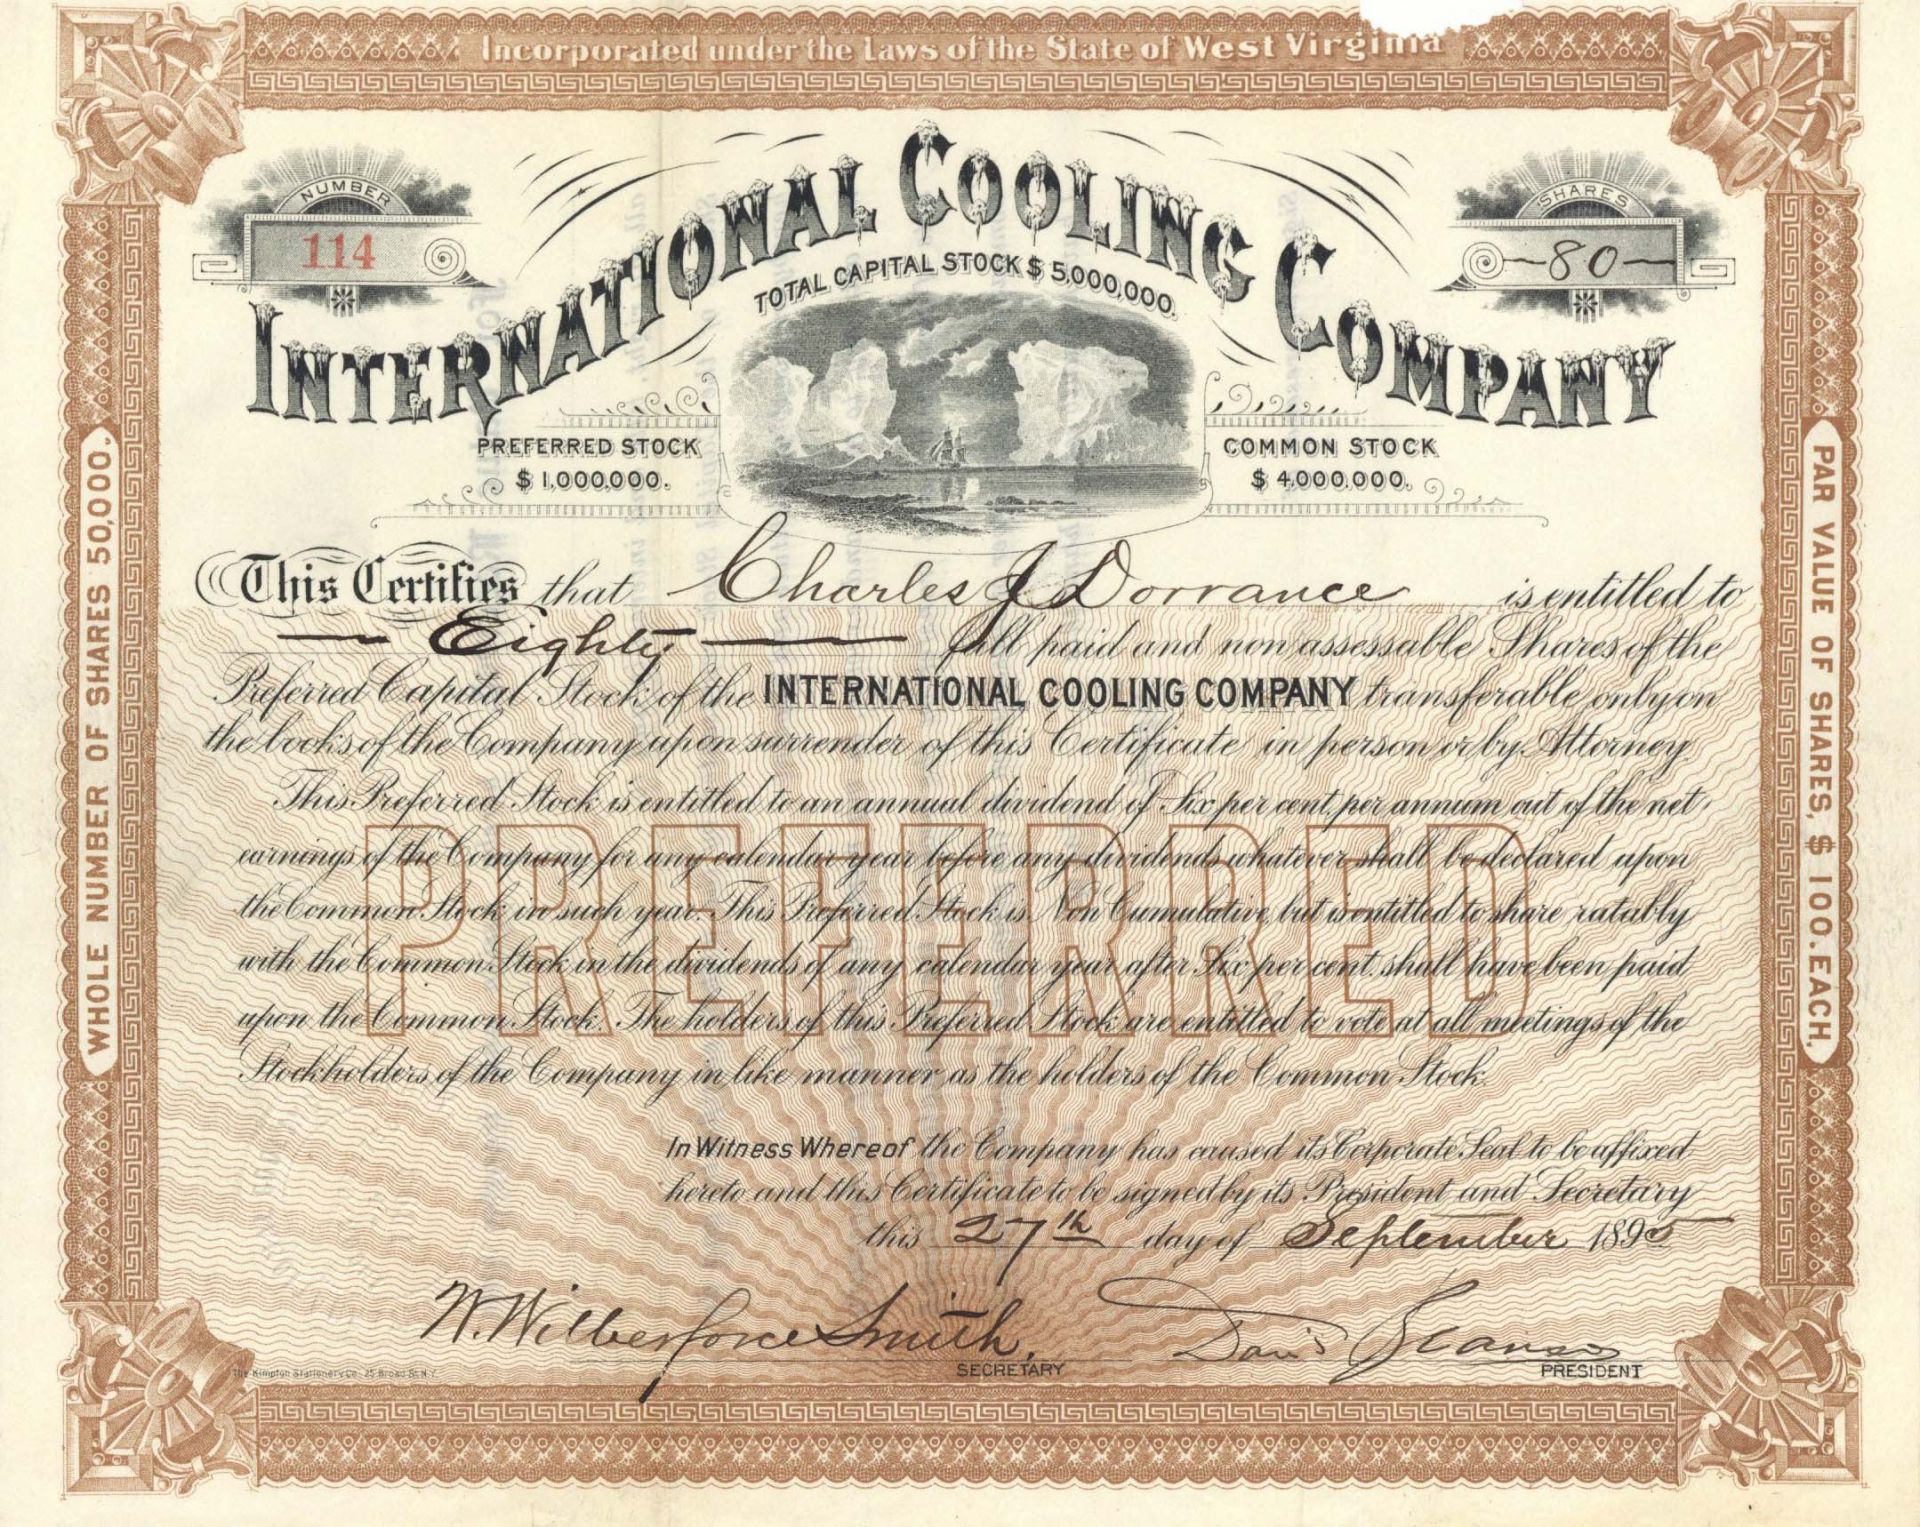 Incorporated under the Laws of the State of West Virginia
NUMBER
114
SHARES
80
INTERNATIONAL COOLING COMPANY
TOTAL CAPITAL STOCK $ 5,000,000.
PREFERRED STOCK
$ 1,000,000.
COMMON STOCK
$ 4,000,000.
WHOLE NUMBER OF SHARES 50,000.
PAR VALUE OF SHARES, $ 100. EACH.
This Certifies that Charles J Dorrance is entitled to
Eighty full paid and non assessable Shares of the
Preferred Capital Stock of the INTERNATIONAL COOLING COMPANY transferable only on
the books of the Company upon surrender of this Certificate in person or by Attorney.
This Preferred Stock is entitled to an annual dividend of Six per cent. per annum out of the net
earnings of the Company for any calendar year before any dividends whatever shall be declared upon
the Common Stock in such year. This Preferred Stock is Non Cumulative, but is entitled to share ratably
with the Common Stock in the dividends of any calendar year after Six per cent. shall have been paid
upon the Common Stock. The holders of this Preferred Stock are entitled to vote at all meetings of the
Stockholders of the Company in like manner as the holders of the Common Stock.
PREFERRED
In Witness Whereof the Company has caused its Corporate Seal to be affixed
hereto and this Certificate to be signed by its President and Secretary
this 27th day of September 1895
W. Wilberforce Smith,
SECRETARY
PRESIDENT
The Kimpton Stationery Co. 25 Broad St. N.Y.